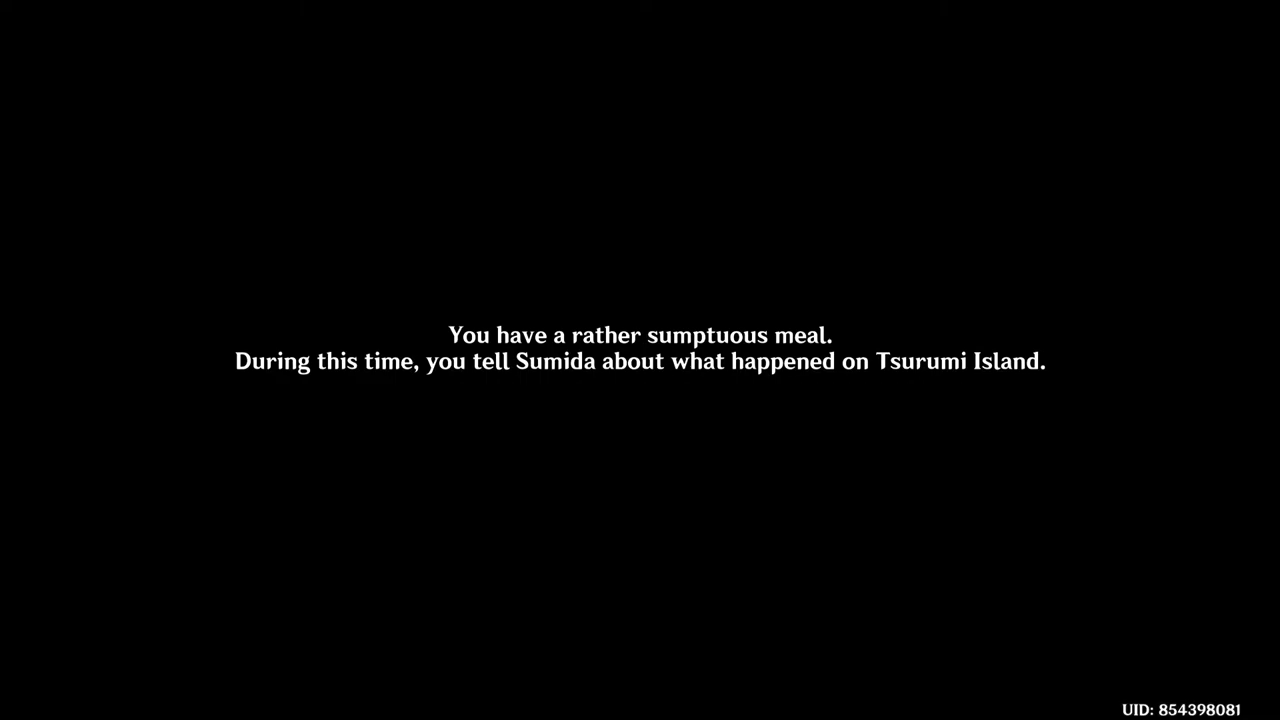 You have a rather sumptuous meal.
During this time, you tell Sumida about what happened on Tsurumi Island.
UID: 854398081